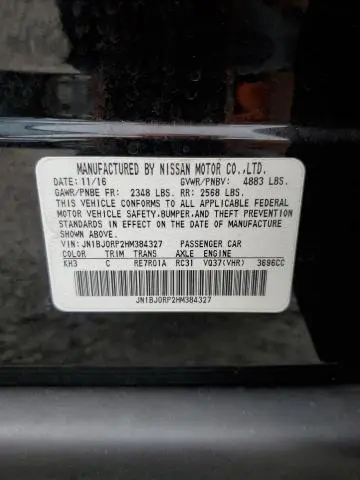 MANUFACTURED BY NISSAN MOTOR CO.,LTD.
DATE: 11/16 GVWR/PNBV: 4883 LBS.
GAWR/PNBE FR: 2348 LBS. RR: 2568 LBS.
THIS VEHICLE CONFORMS TO ALL APPLICABLE FEDERAL
MOTOR VEHICLE SAFETY,BUMPER,AND THEFT PREVENTION
STANDARDS IN EFFECT ON THE DATE OF MANUFACTURE
SHOWN ABOVE.
VIN: JN1BJ0RP2HM384327 PASSENGER CAR
COLOR TRIM TRANS AXLE ENGINE
KH3 C RE7R01A RC31 VQ37(VHR) 3696CC
JN1BJ0RP2HM384327